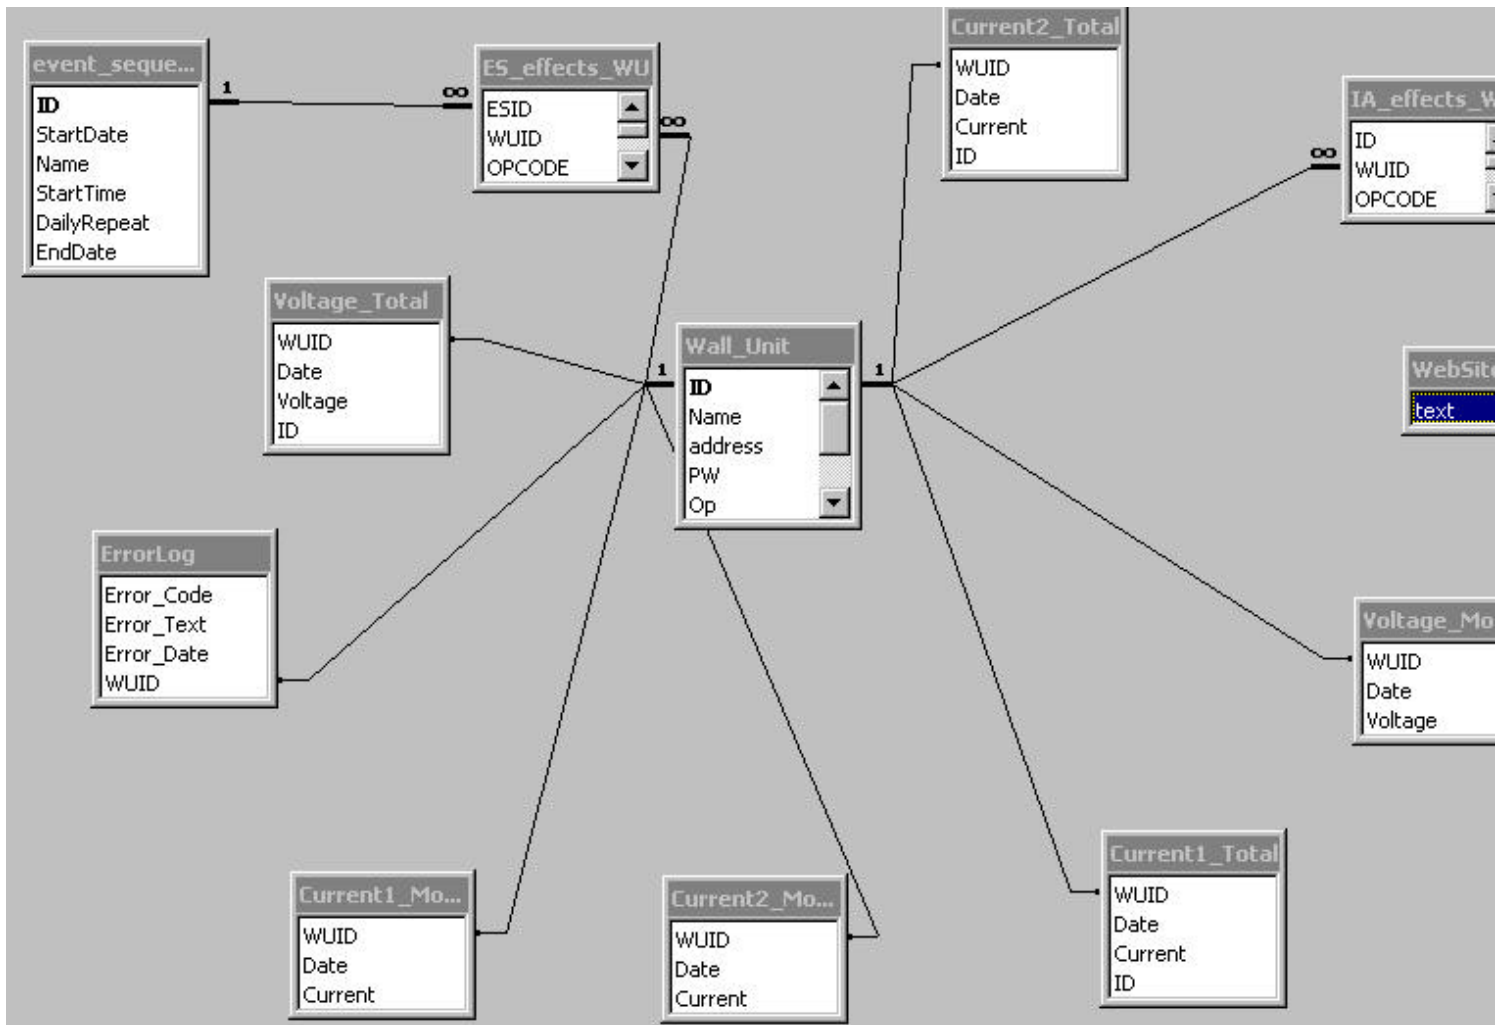 event_seque...
ID
StartDate
Name
StartTime
DailyRepeat
EndDate
1
∞
ES_effects_WU
ESID
WUID
OPCODE
∞
Current2_Total
WUID
Date
Current
ID
IA_effects_W
ID
WUID
OPCODE
∞
Voltage_Total
WUID
Date
Voltage
ID
1
Wall_Unit
ID
Name
address
PW
Op
1
WebSite
text
ErrorLog
Error_Code
Error_Text
Error_Date
WUID
Voltage_Mo
WUID
Date
Voltage
Current1_Mo...
WUID
Date
Current
Current2_Mo...
WUID
Date
Current
Current1_Total
WUID
Date
Current
ID